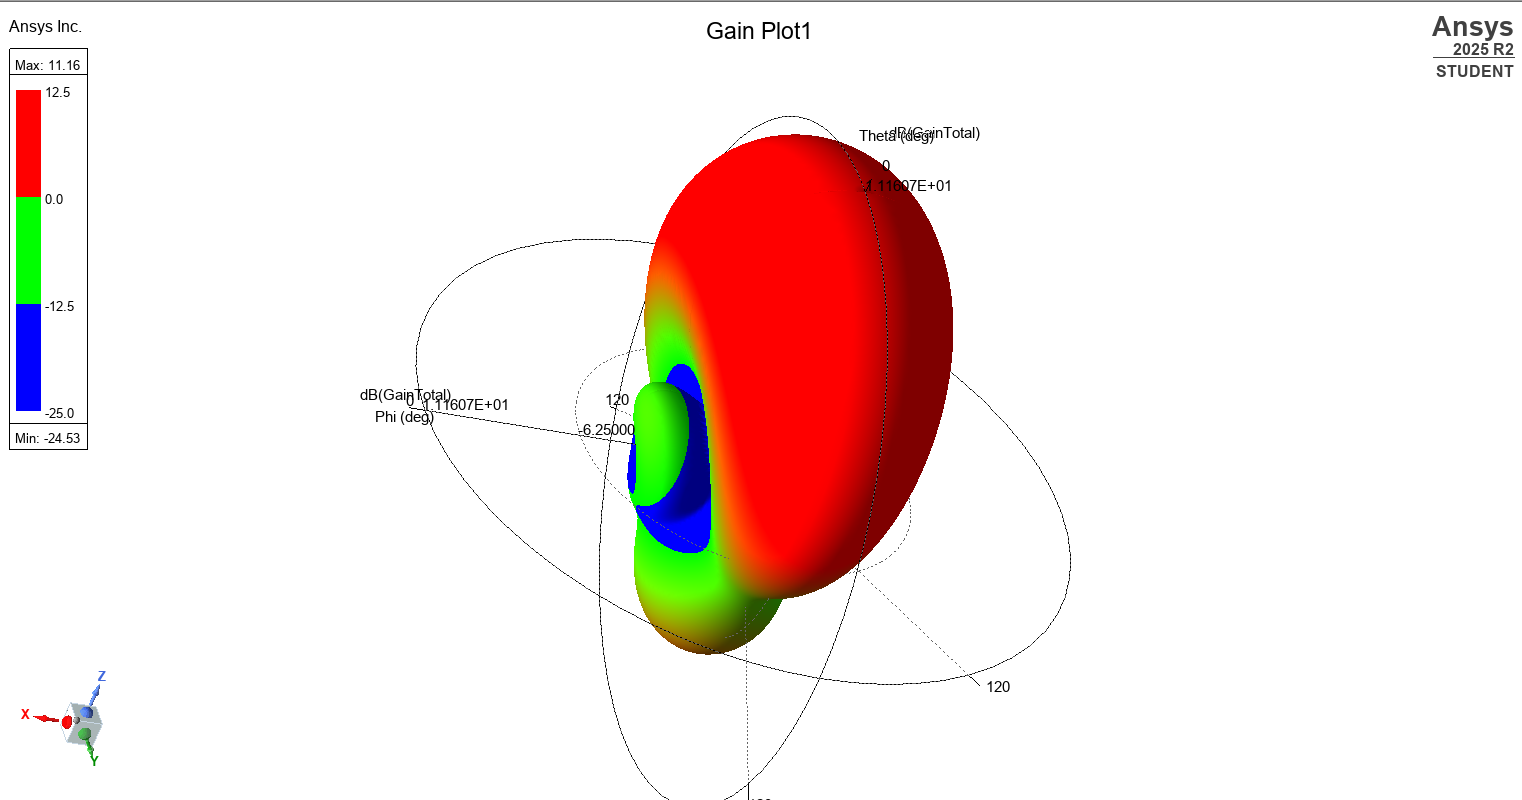 Ansys Inc.
Gain Plot1
Ansys
2025 R2
STUDENT
Max: 11.16
12.5
0.0
-12.5
-25.0
Min: -24.53
Theta (deg)
dB(GainTotal)
0
1.11607E+01
dB(GainTotal)
0
1.11607E+01
Phi (deg)
120
-6.25000
120
Z
X
Y